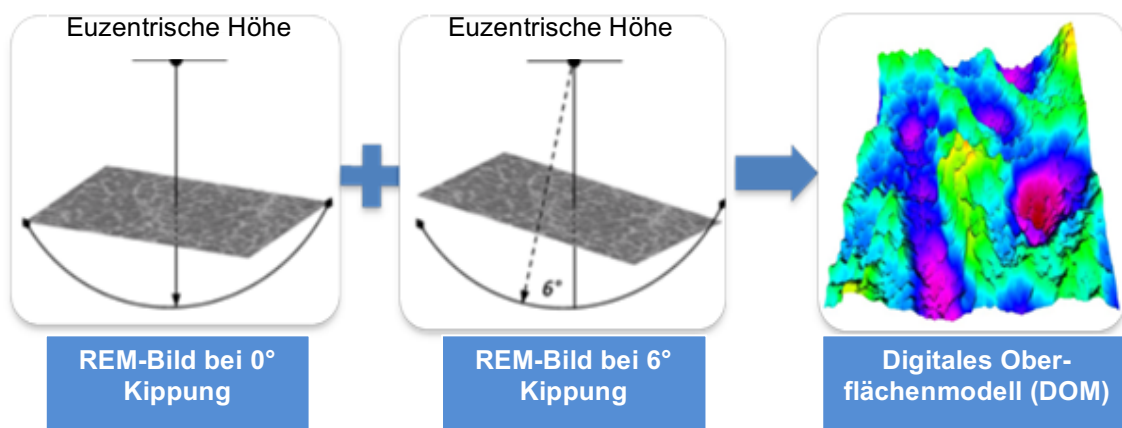 Euzentrische Höhe
Euzentrische Höhe
6°
REM-Bild bei 0°
Kippung
REM-Bild bei 6°
Kippung
Digitales Ober-
flächenmodell (DOM)